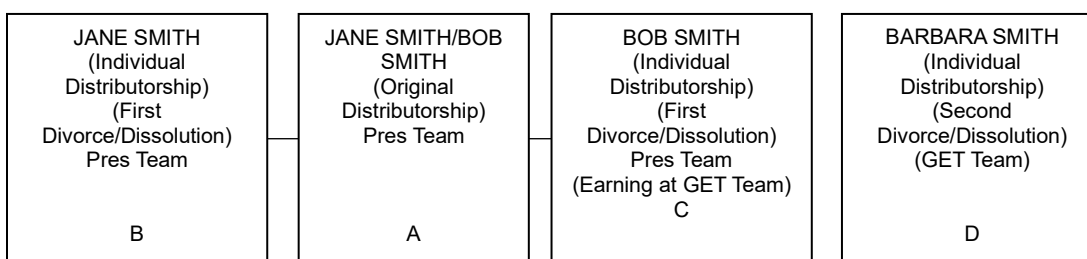 JANE SMITH
(Individual
Distributorship)
(First
Divorce/Dissolution)
Pres Team
B
JANE SMITH/BOB
SMITH
(Original
Distributorship)
Pres Team
A
BOB SMITH
(Individual
Distributorship)
(First
Divorce/Dissolution)
Pres Team
(Earning at GET Team)
C
BARBARA SMITH
(Individual
Distributorship)
(Second
Divorce/Dissolution)
(GET Team)
D